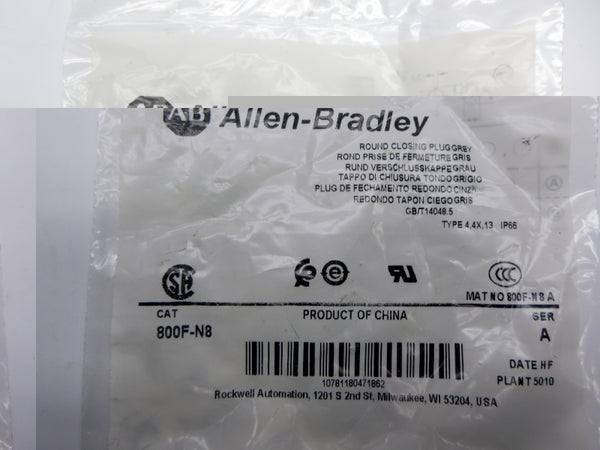 AB Allen-Bradley
ROUND CLOSING PLUG GREY
ROND PRISE DE FERMETURE GRIS
RUND VERSCHLUSSKAPPE GRAU
TAPPO DI CHIUSURA TONDO GRIGIO
PLUG DE FECHAMENTO REDONDO CINZA
REDONDO TAPON CIEGO GRIS
GB/T14048.5
TYPE 4,4X,13 IP66
MAT NO 800F-N8 A
CAT PRODUCT OF CHINA SER
800F-N8 A
DATE HF
PLANT 5010
10781180471862
Rockwell Automation, 1201 S 2nd St, Milwaukee, WI 53204, USA